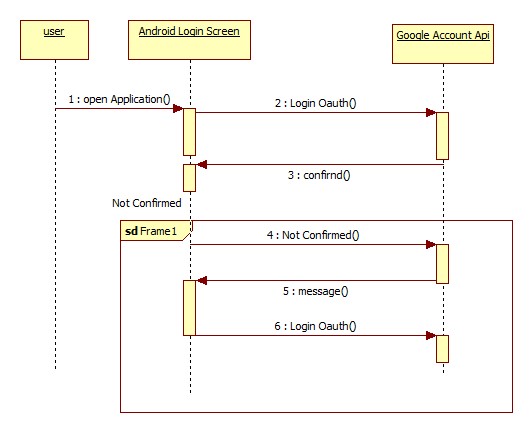 user
Android Login Screen
Google Account Api
1 : open Application()
2 : Login Oauth()
3 : confirnd()
Not Confirmed
sd Frame1
4 : Not Confirmed()
5 : message()
6 : Login Oauth()